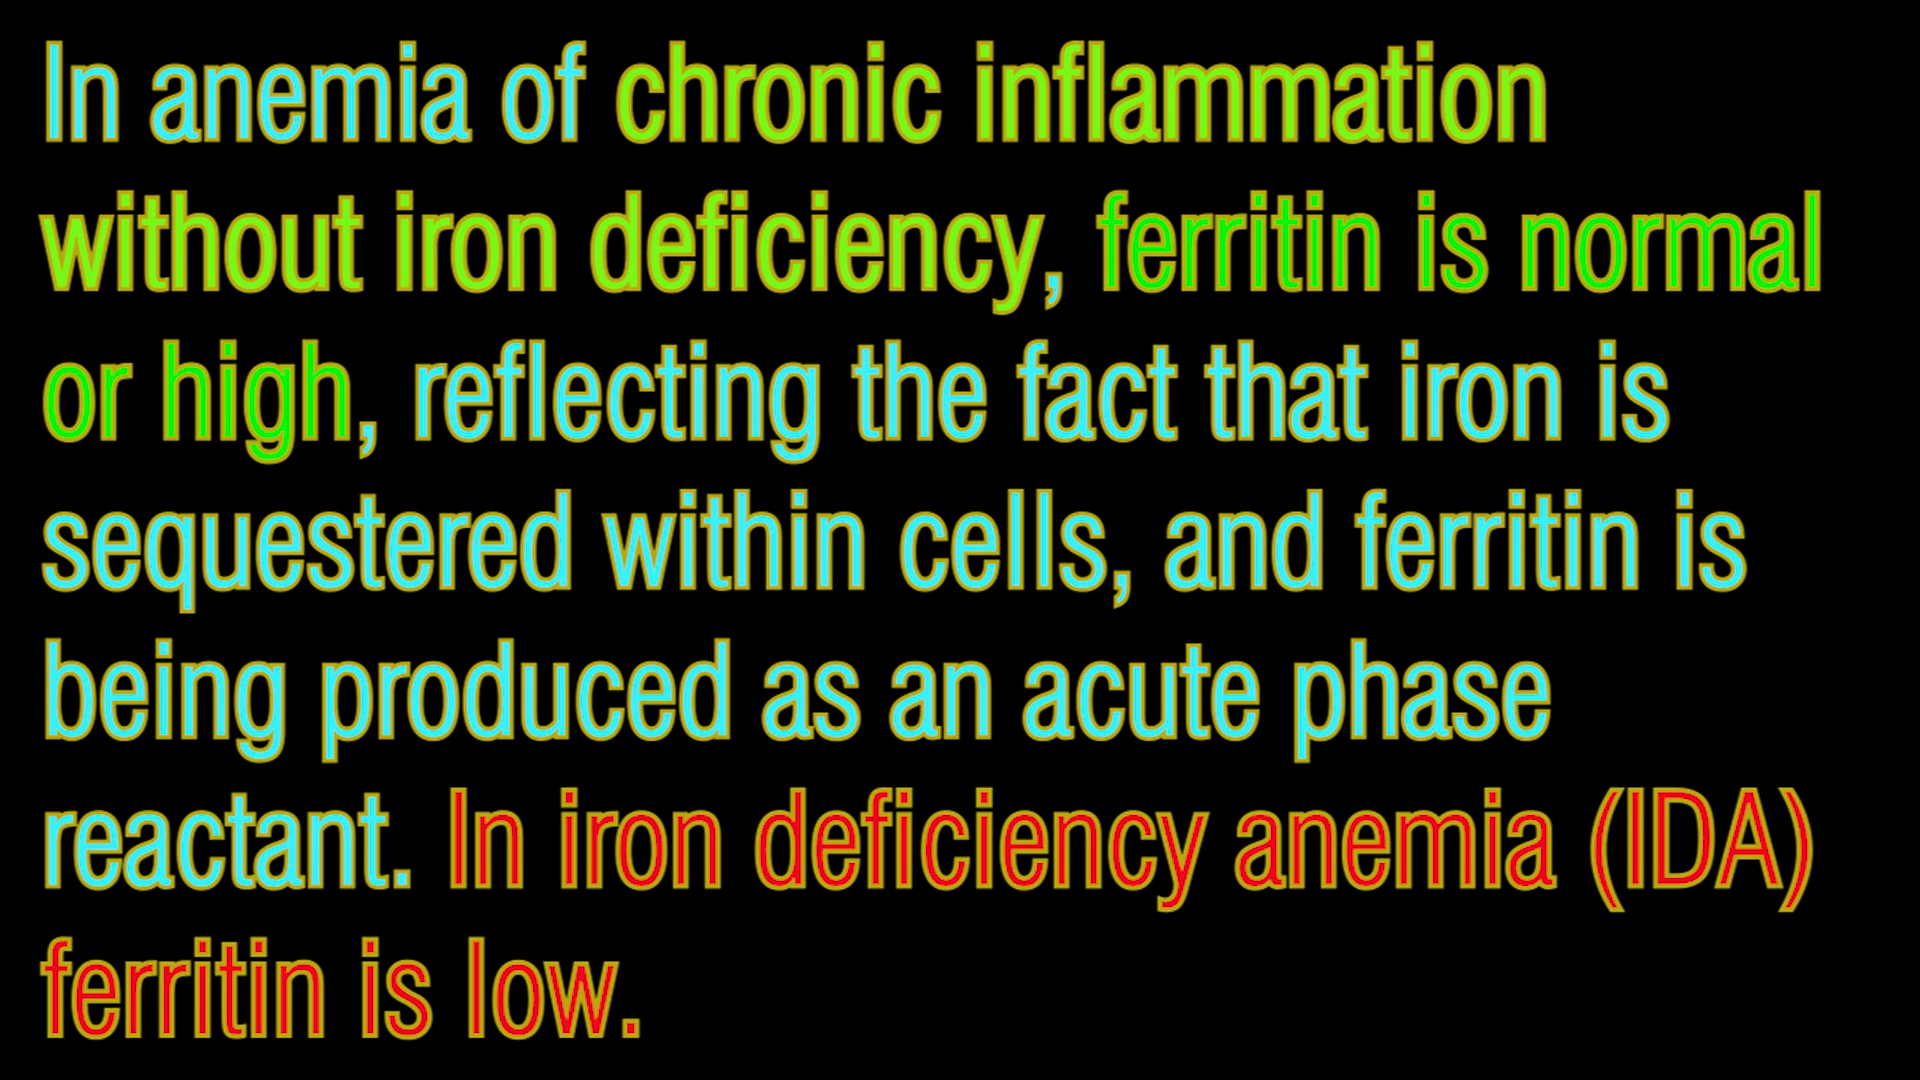 In anemia of chronic inflammation
without iron deficiency, ferritin is normal
or high, reflecting the fact that iron is
sequestered within cells, and ferritin is
being produced as an acute phase
reactant. In iron deficiency anemia (IDA)
ferritin is low.